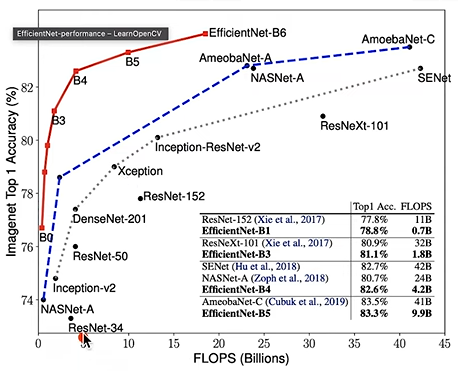 EfficientNet-performance – LearnOpenCV
EfficientNet-B6
AmoebaNet-C
B5
AmeobaNet-A
B4
NASNet-A
SENet
82
B3
ResNeXt-101
80
Inception-ResNet-v2
Xception
ResNet-152
78
DenseNet-201
B0
ResNet-50
76
Inception-v2
74
NASNet-A
ResNet-34
Imagenet Top 1 Accuracy (%)
Top1 Acc. FLOPS
ResNet-152 (Xie et al., 2017) 77.8% 11B
EfficientNet-B1 78.8% 0.7B
ResNeXt-101 (Xie et al., 2017) 80.9% 32B
EfficientNet-B3 81.1% 1.8B
SENet (Hu et al., 2018) 82.7% 42B
NASNet-A (Zoph et al., 2018) 80.7% 24B
EfficientNet-B4 82.6% 4.2B
AmeobaNet-C (Cubuk et al., 2019) 83.5% 41B
EfficientNet-B5 83.3% 9.9B
0 5 10 15 20 25 30 35 40 45
FLOPS (Billions)